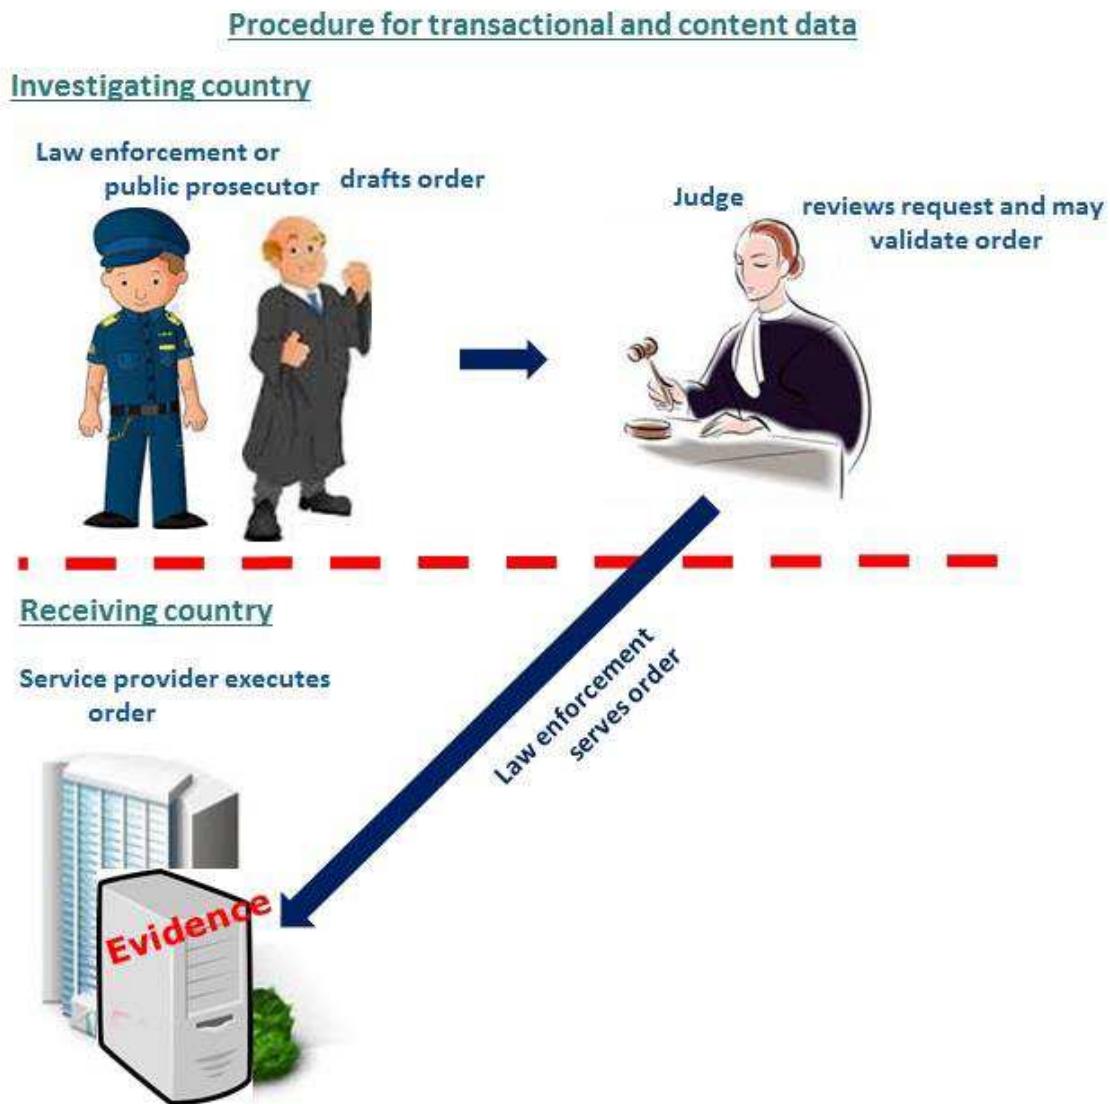 Procedure for transactional and content data
Investigating country
Law enforcement or
public prosecutor
drafts order
Judge
reviews request and may
validate order
Receiving country
Service provider executes
order
Law enforcement
serves order
Evidence